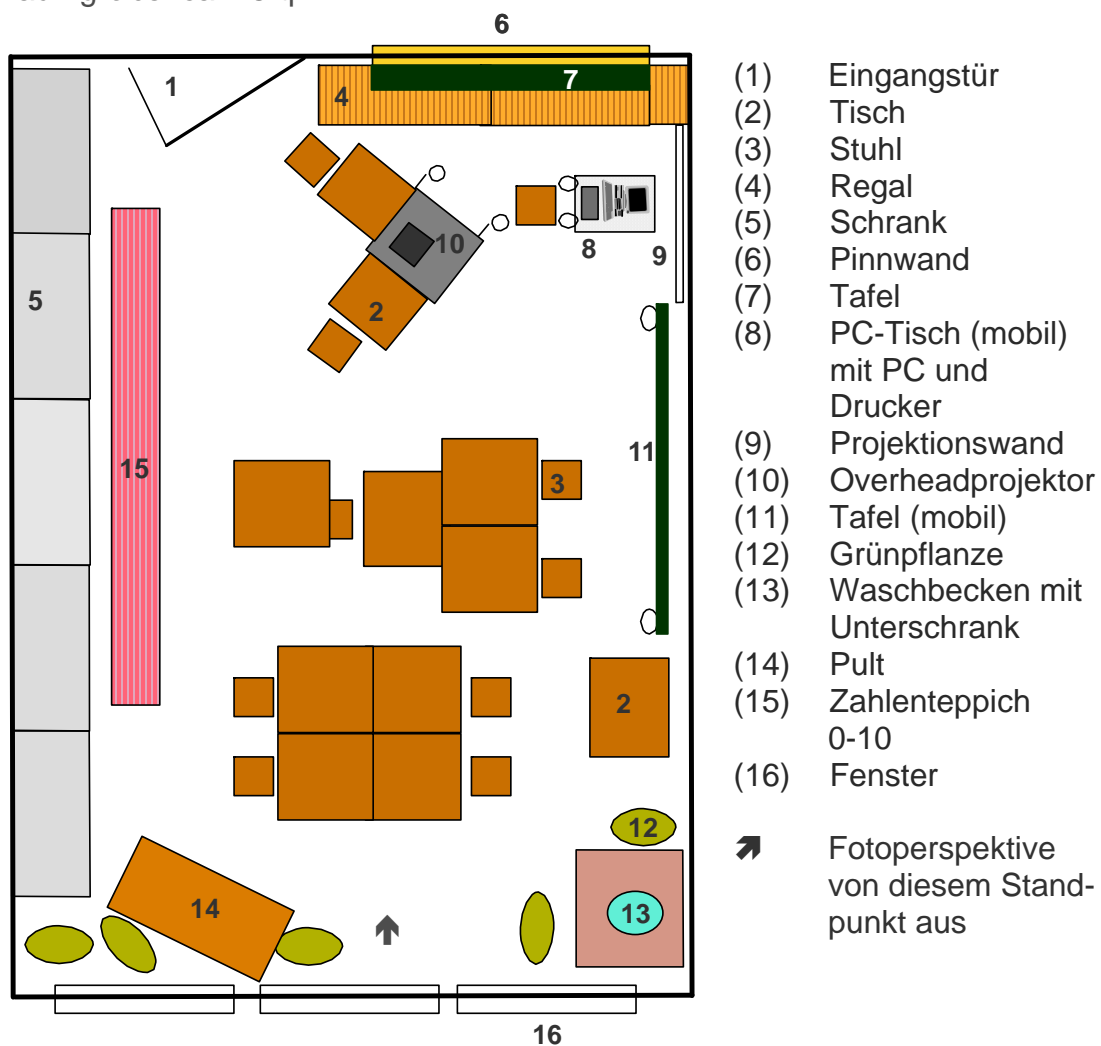 6
1
7
4
10
8
9
5
2
15
11
3
2
12
14
13
16
(1) Eingangstür
(2) Tisch
(3) Stuhl
(4) Regal
(5) Schrank
(6) Pinnwand
(7) Tafel
(8) PC-Tisch (mobil)
mit PC und
Drucker
(9) Projektionswand
(10) Overheadprojektor
(11) Tafel (mobil)
(12) Grünpflanze
(13) Waschbecken mit
Unterschrank
(14) Pult
(15) Zahlenteppich
0-10
(16) Fenster
Fotoperspektive
von diesem Stand-
punkt aus